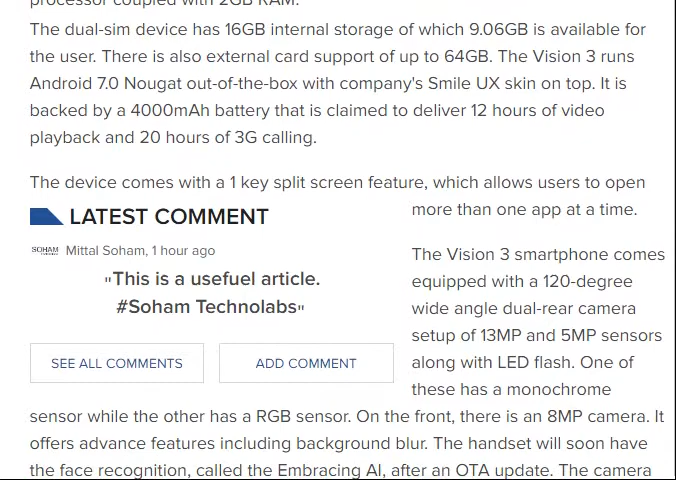 processor coupled with 2GB RAM.
The dual-sim device has 16GB internal storage of which 9.06GB is available for
the user. There is also external card support of up to 64GB. The Vision 3 runs
Android 7.0 Nougat out-of-the-box with company's Smile UX skin on top. It is
backed by a 4000mAh battery that is claimed to deliver 12 hours of video
playback and 20 hours of 3G calling.
The device comes with a 1 key split screen feature, which allows users to open
more than one app at a time.
LATEST COMMENT
SOHAM Mittal Soham, 1 hour ago
"This is a usefuel article.
#Soham Technolabs"
SEE ALL COMMENTS
ADD COMMENT
The Vision 3 smartphone comes
equipped with a 120-degree
wide angle dual-rear camera
setup of 13MP and 5MP sensors
along with LED flash. One of
these has a monochrome
sensor while the other has a RGB sensor. On the front, there is an 8MP camera. It
offers advance features including background blur. The handset will soon have
the face recognition, called the Embracing AI, after an OTA update. The camera